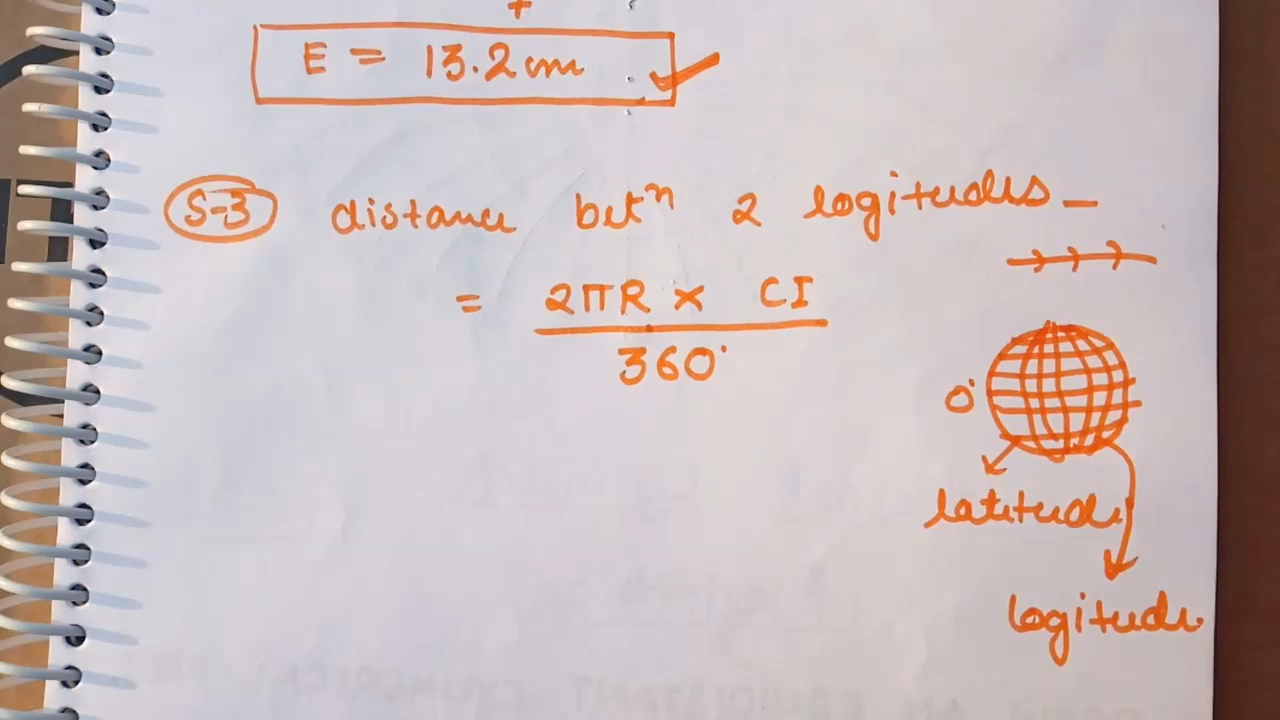 E = 13.2 cm
S-3 distance betⁿ 2 logitudes -
= 2πR × CI
360°
0°
latitude
logitude